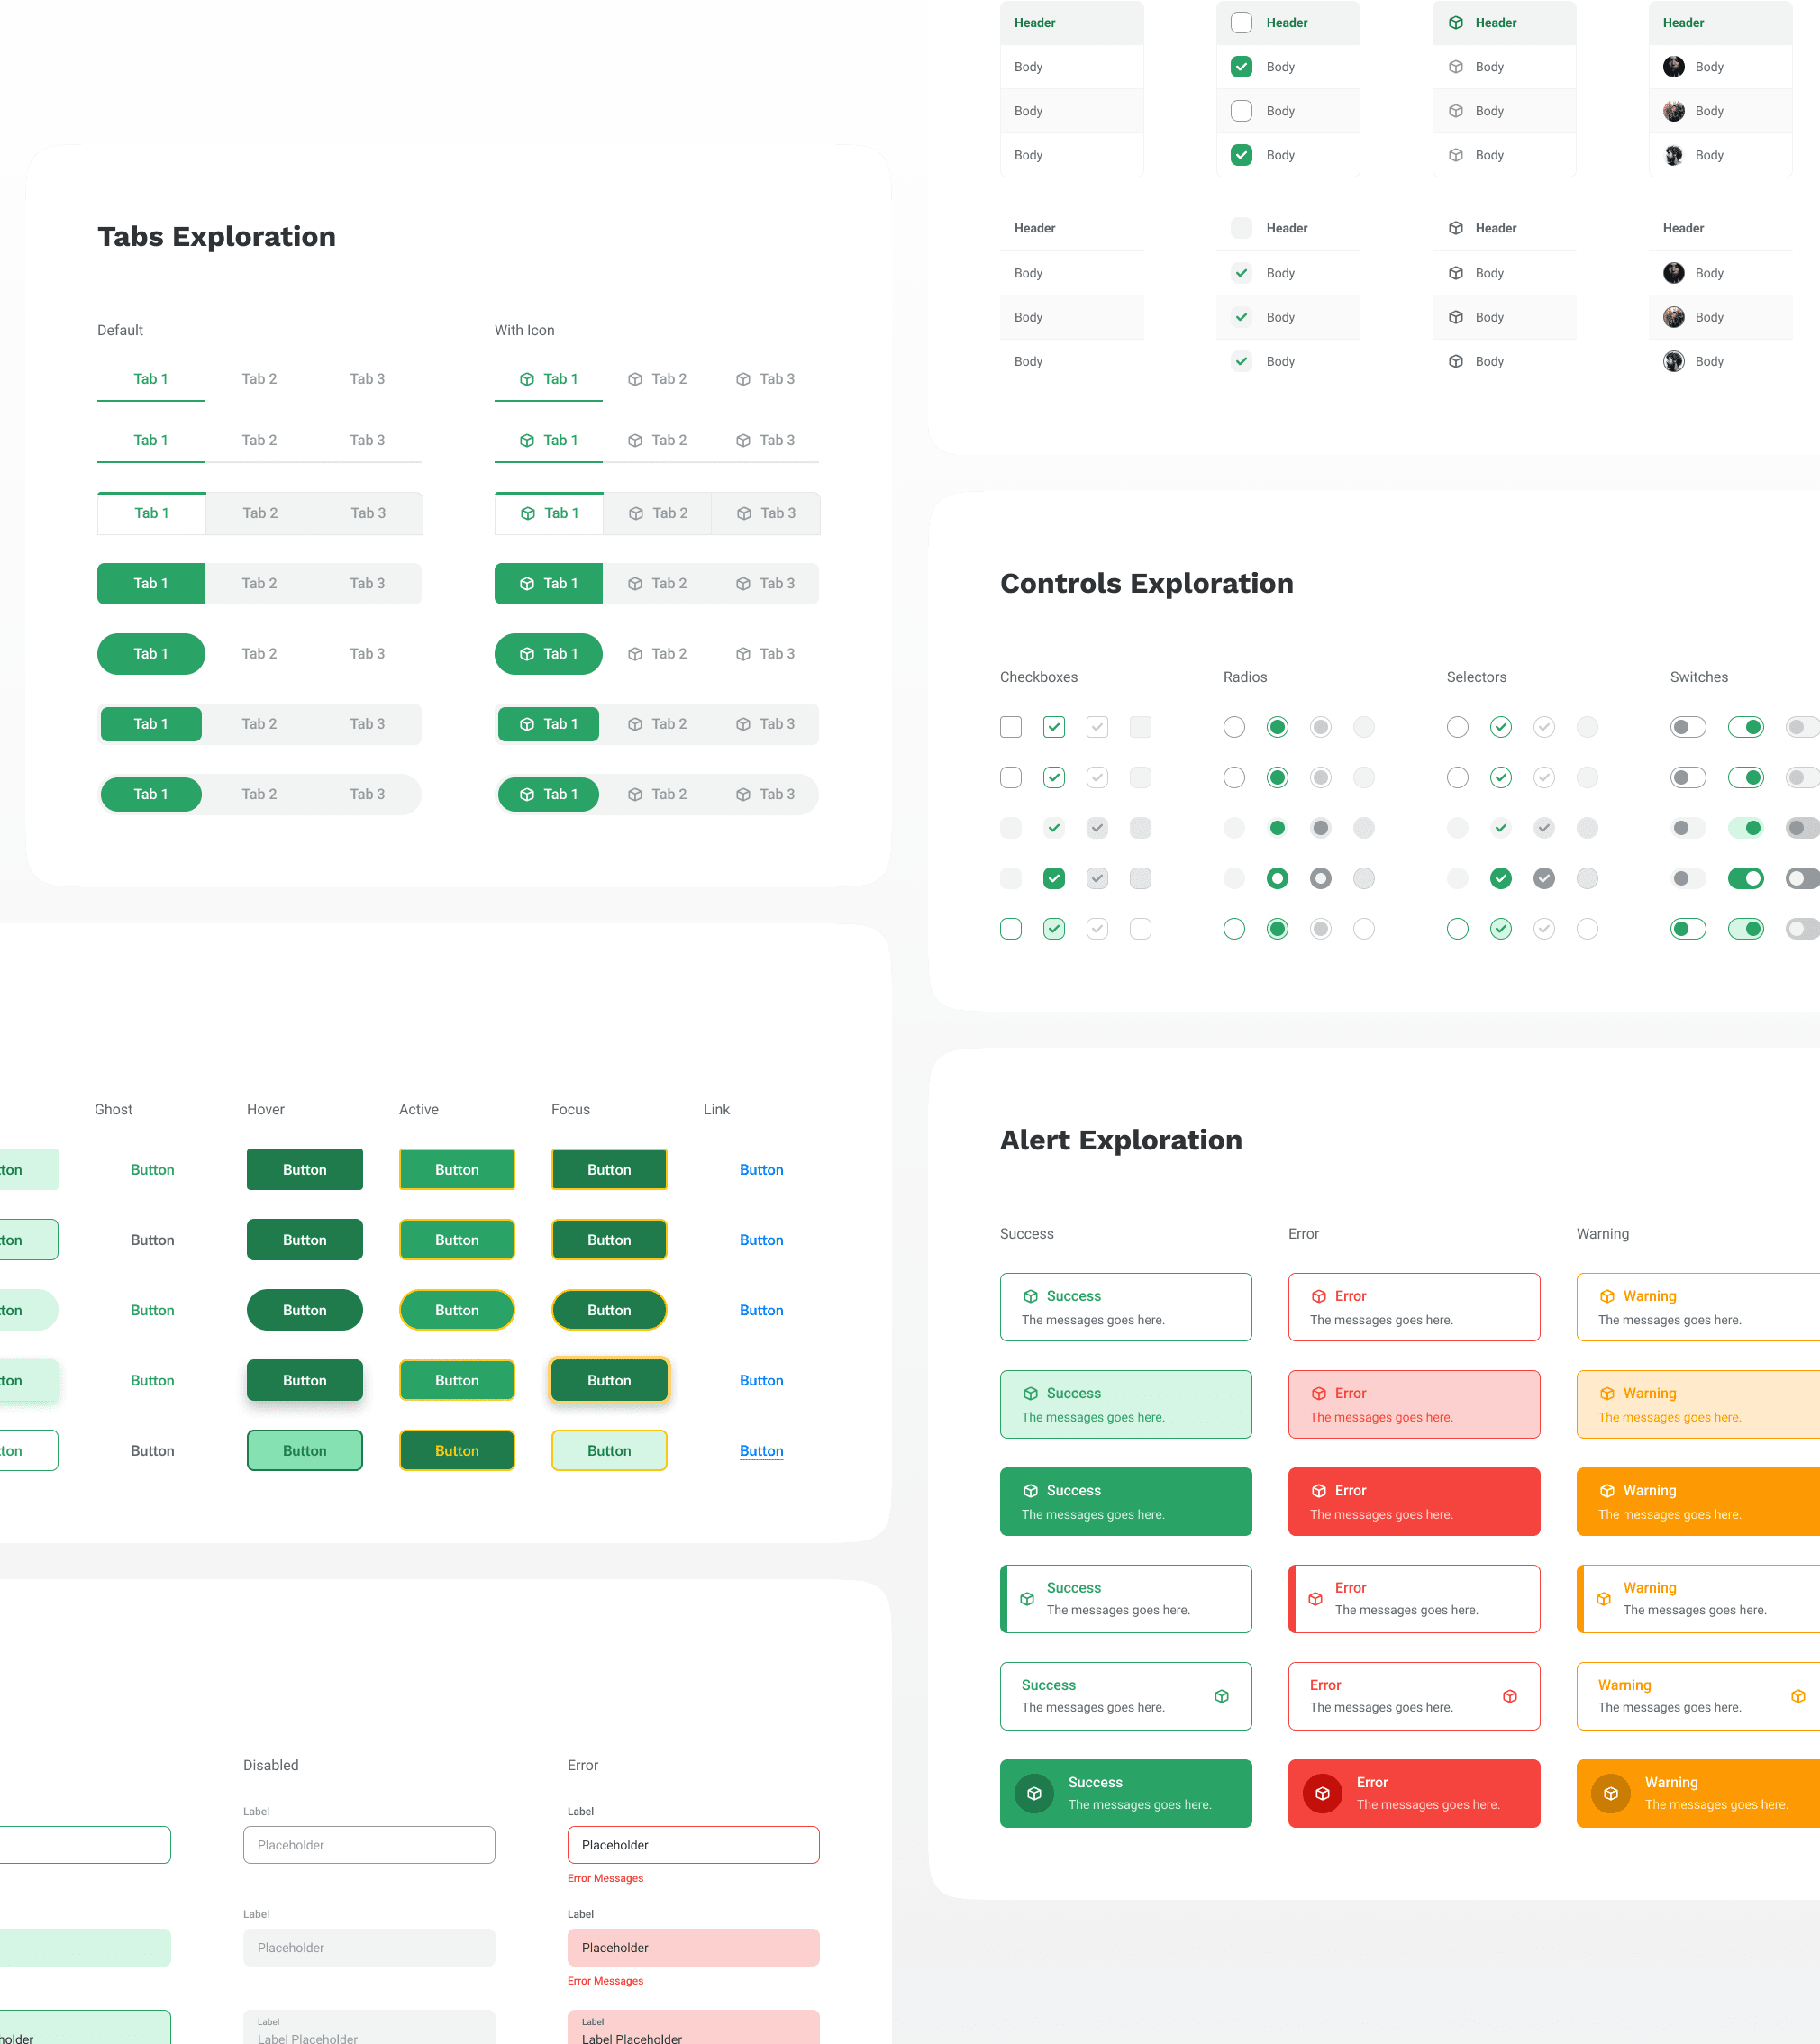 Tabs Exploration
Default
With Icon
Tab 1 Tab 2 Tab 3 Tab 1 Tab 2 Tab 3
Tab 1 Tab 2 Tab 3 Tab 1 Tab 2 Tab 3
Tab 1 Tab 2 Tab 3 Tab 1 Tab 2 Tab 3
Tab 1 Tab 2 Tab 3 Tab 1 Tab 2 Tab 3
Tab 1 Tab 2 Tab 3 Tab 1 Tab 2 Tab 3
Tab 1 Tab 2 Tab 3 Tab 1 Tab 2 Tab 3
Tab 1 Tab 2 Tab 3 Tab 1 Tab 2 Tab 3
Ghost Hover Active Focus Link
ton Button Button Button Button Button
ton Button Button Button Button Button
ton Button Button Button Button Button
ton Button Button Button Button Button
ton Button Button Button Button Button
Disabled Error
Label Label
Placeholder Placeholder
Error Messages
Label Label
Placeholder Placeholder
Error Messages
Label Label
holder Label Placeholder Label Placeholder
Header Header Header Header
Body Body Body Body
Body Body Body Body
Body Body Body Body
Header Header Header Header
Body Body Body Body
Body Body Body Body
Body Body Body Body
Controls Exploration
Checkboxes Radios Selectors Switches
Alert Exploration
Success Error Warning
Success Error Warning
The messages goes here. The messages goes here. The messages goes here.
Success Error Warning
The messages goes here. The messages goes here. The messages goes here.
Success Error Warning
The messages goes here. The messages goes here. The messages goes here.
Success Error Warning
The messages goes here. The messages goes here. The messages goes here.
Success Error Warning
The messages goes here. The messages goes here. The messages goes here.
Success Error Warning
The messages goes here. The messages goes here. The messages goes here.